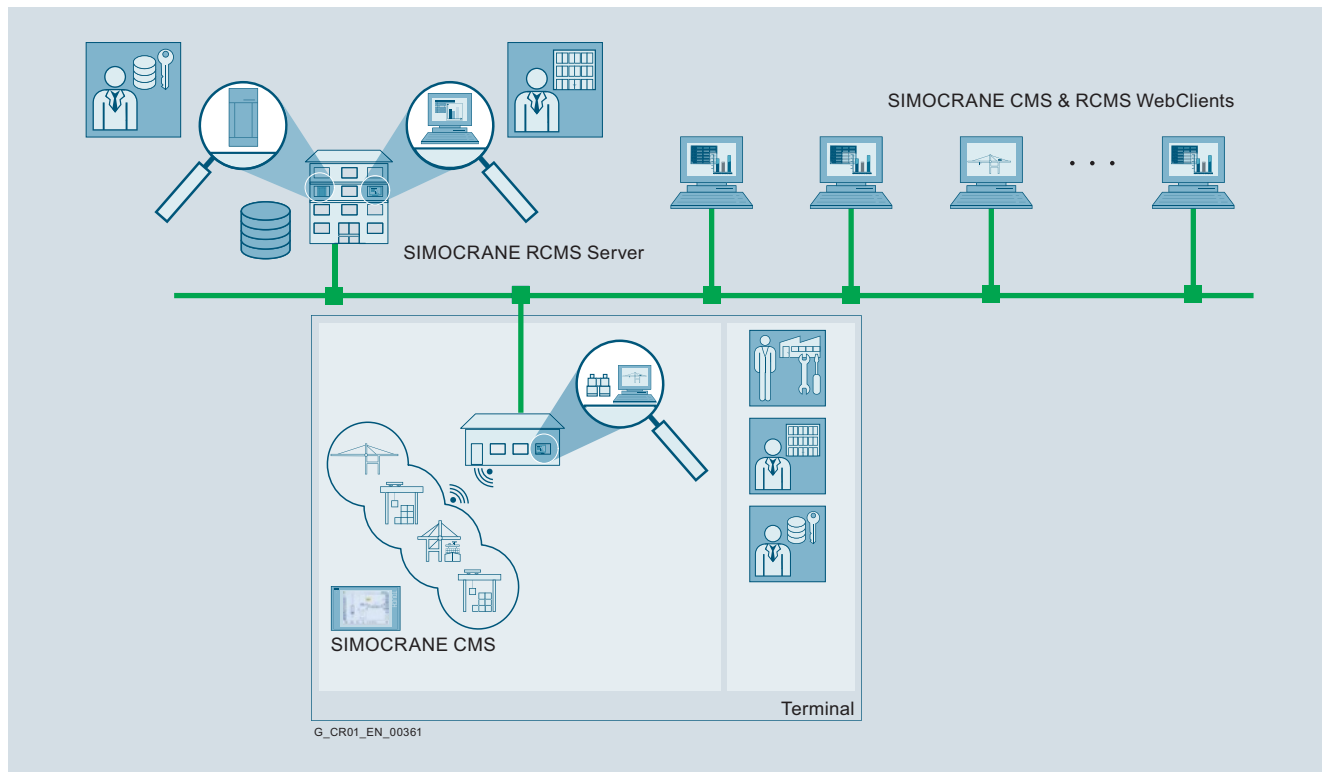 SIMOCRANE CMS & RCMS WebClients
. . .
SIMOCRANE RCMS Server
SIMOCRANE CMS
Terminal
G_CR01_EN_00361